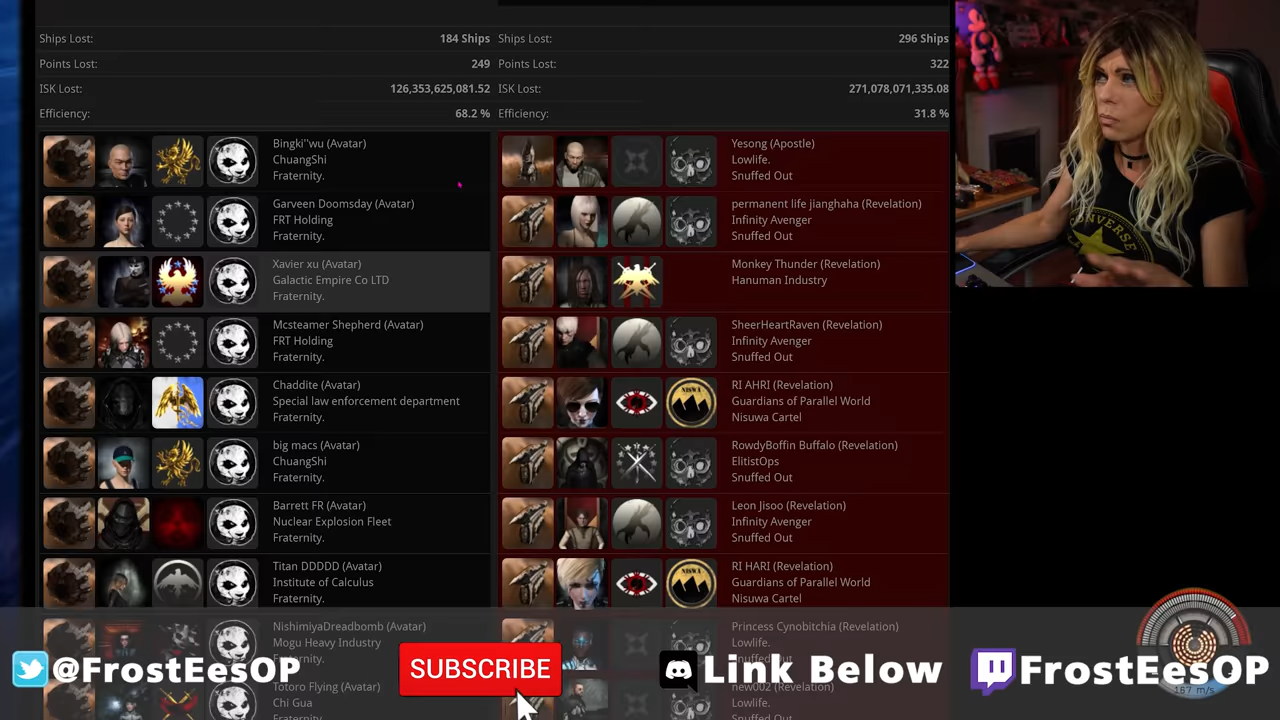 Ships Lost: 184 Ships
Points Lost: 249
ISK Lost: 126,353,625,081.52
Efficiency: 68.2 %
Bingki"wu (Avatar)
ChuangShi
Fraternity.
Garveen Doomsday (Avatar)
FRT Holding
Fraternity.
Xavier xu (Avatar)
Galactic Empire Co LTD
Fraternity.
Mcsteamer Shepherd (Avatar)
FRT Holding
Fraternity.
Chaddite (Avatar)
Special law enforcement department
Fraternity.
big macs (Avatar)
ChuangShi
Fraternity.
Barrett FR (Avatar)
Nuclear Explosion Fleet
Fraternity.
Titan DDDDD (Avatar)
Institute of Calculus
Fraternity.
NishimiyaDreadbomb (Avatar)
Mogu Heavy Industry
Totoro Flying (Avatar)
Chi Gua
Fraternity.
Ships Lost: 296 Ships
Points Lost: 322
ISK Lost: 271,078,071,335.08
Efficiency: 31.8 %
Yesong (Apostle)
Lowlife.
Snuffed Out
permanent life jianghaha (Revelation)
Infinity Avenger
Snuffed Out
Monkey Thunder (Revelation)
Hanuman Industry
SheerHeartRaven (Revelation)
Infinity Avenger
Snuffed Out
NISWA
RI AHRI (Revelation)
Guardians of Parallel World
Nisuwa Cartel
RowdyBoffin Buffalo (Revelation)
ElitistOps
Snuffed Out
Leon Jisoo (Revelation)
Infinity Avenger
Snuffed Out
NISWA
RI HARI (Revelation)
Guardians of Parallel World
Nisuwa Cartel
Princess Cynobitchia (Revelation)
Lowlife.
new002 (Revelation)
Snuffed Out
CONVERSE
@FrostEesOP
SUBSCRIBE
Link Below
FrostEesOP
167 m/s